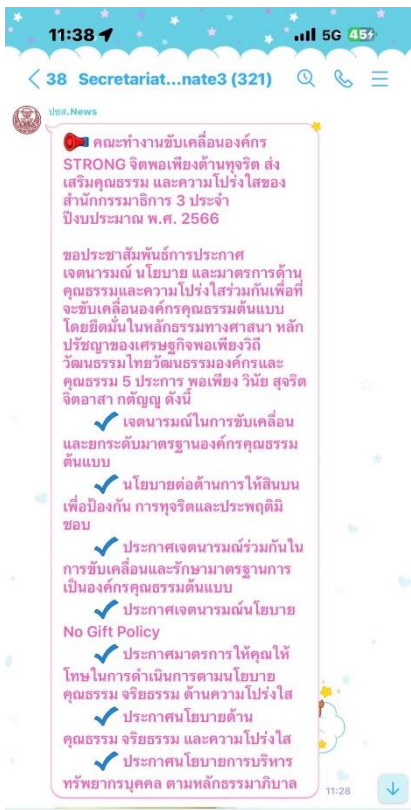 11:38
5G 45
38 Secretariat...nate3 (321)
ปชส.News
คณะทำงานขับเคลื่อนองค์กร
STRONG จิตพอเพียงต้านทุจริต ส่ง
เสริมคุณธรรม และความโปร่งใสของ
สำนักกรรมาธิการ 3 ประจำ
ปีงบประมาณ พ.ศ. 2566
ขอประชาสัมพันธ์การประกาศ
เจตนารมณ์ นโยบาย และมาตรการด้าน
คุณธรรมและความโปร่งใสร่วมกันเพื่อที่
จะขับเคลื่อนองค์กรคุณธรรมต้นแบบ
โดยยึดมั่นในหลักธรรมทางศาสนา หลัก
ปรัชญาของเศรษฐกิจพอเพียงวิถี
วัฒนธรรมไทยวัฒนธรรมองค์กรและ
คุณธรรม 5 ประการ พอเพียง วินัย สุจริต
จิตอาสา กตัญญู ดังนี้
✔ เจตนารมณ์ในการขับเคลื่อน
และยกระดับมาตรฐานองค์กรคุณธรรม
ต้นแบบ
✔ นโยบายต่อต้านการให้สินบน
เพื่อป้องกัน การทุจริตและประพฤติมิ
ชอบ
✔ ประกาศเจตนารมณ์ร่วมกันใน
การขับเคลื่อนและรักษามาตรฐานการ
เป็นองค์กรคุณธรรมต้นแบบ
✔ ประกาศเจตนารมณ์นโยบาย
No Gift Policy
✔ ประกาศมาตรการให้คุณให้
โทษในการดำเนินการตามนโยบาย
คุณธรรม จริยธรรม ด้านความโปร่งใส
✔ ประกาศนโยบายด้าน
คุณธรรม จริยธรรม และความโปร่งใส
✔ ประกาศนโยบายการบริหาร
ทรัพยากรบุคคล ตามหลักธรรมาภิบาล
11:28